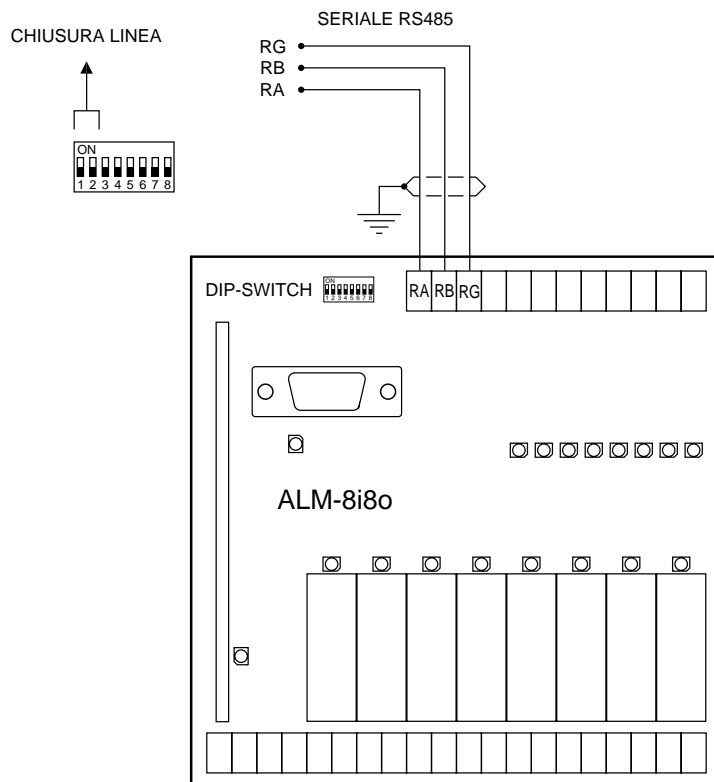 SERIALE RS485
CHIUSURA LINEA
RG
RB
RA
ON
1 2 3 4 5 6 7 8
DIP-SWITCH
ON
1 2 3 4 5 6 7 8
RA RB RG
ALM-8i8o